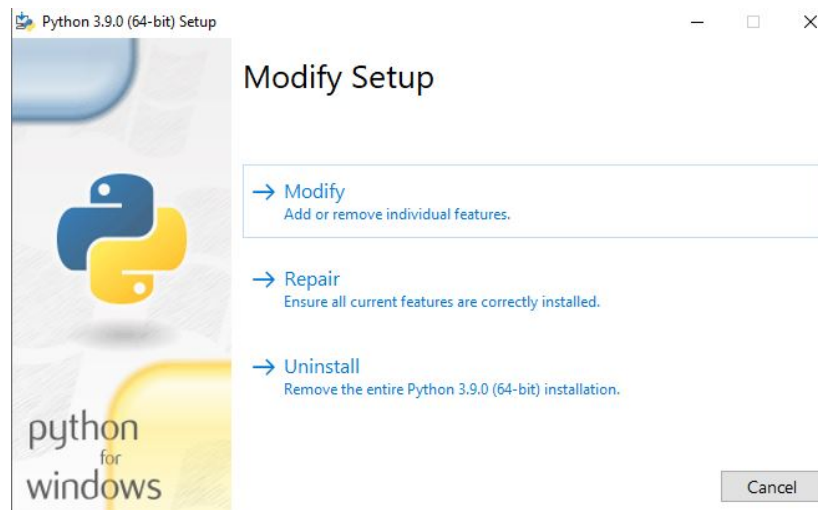 Python 3.9.0 (64-bit) Setup
Modify Setup
Modify
Add or remove individual features.
Repair
Ensure all current features are correctly installed.
Uninstall
Remove the entire Python 3.9.0 (64-bit) installation.
python
for
windows
Cancel